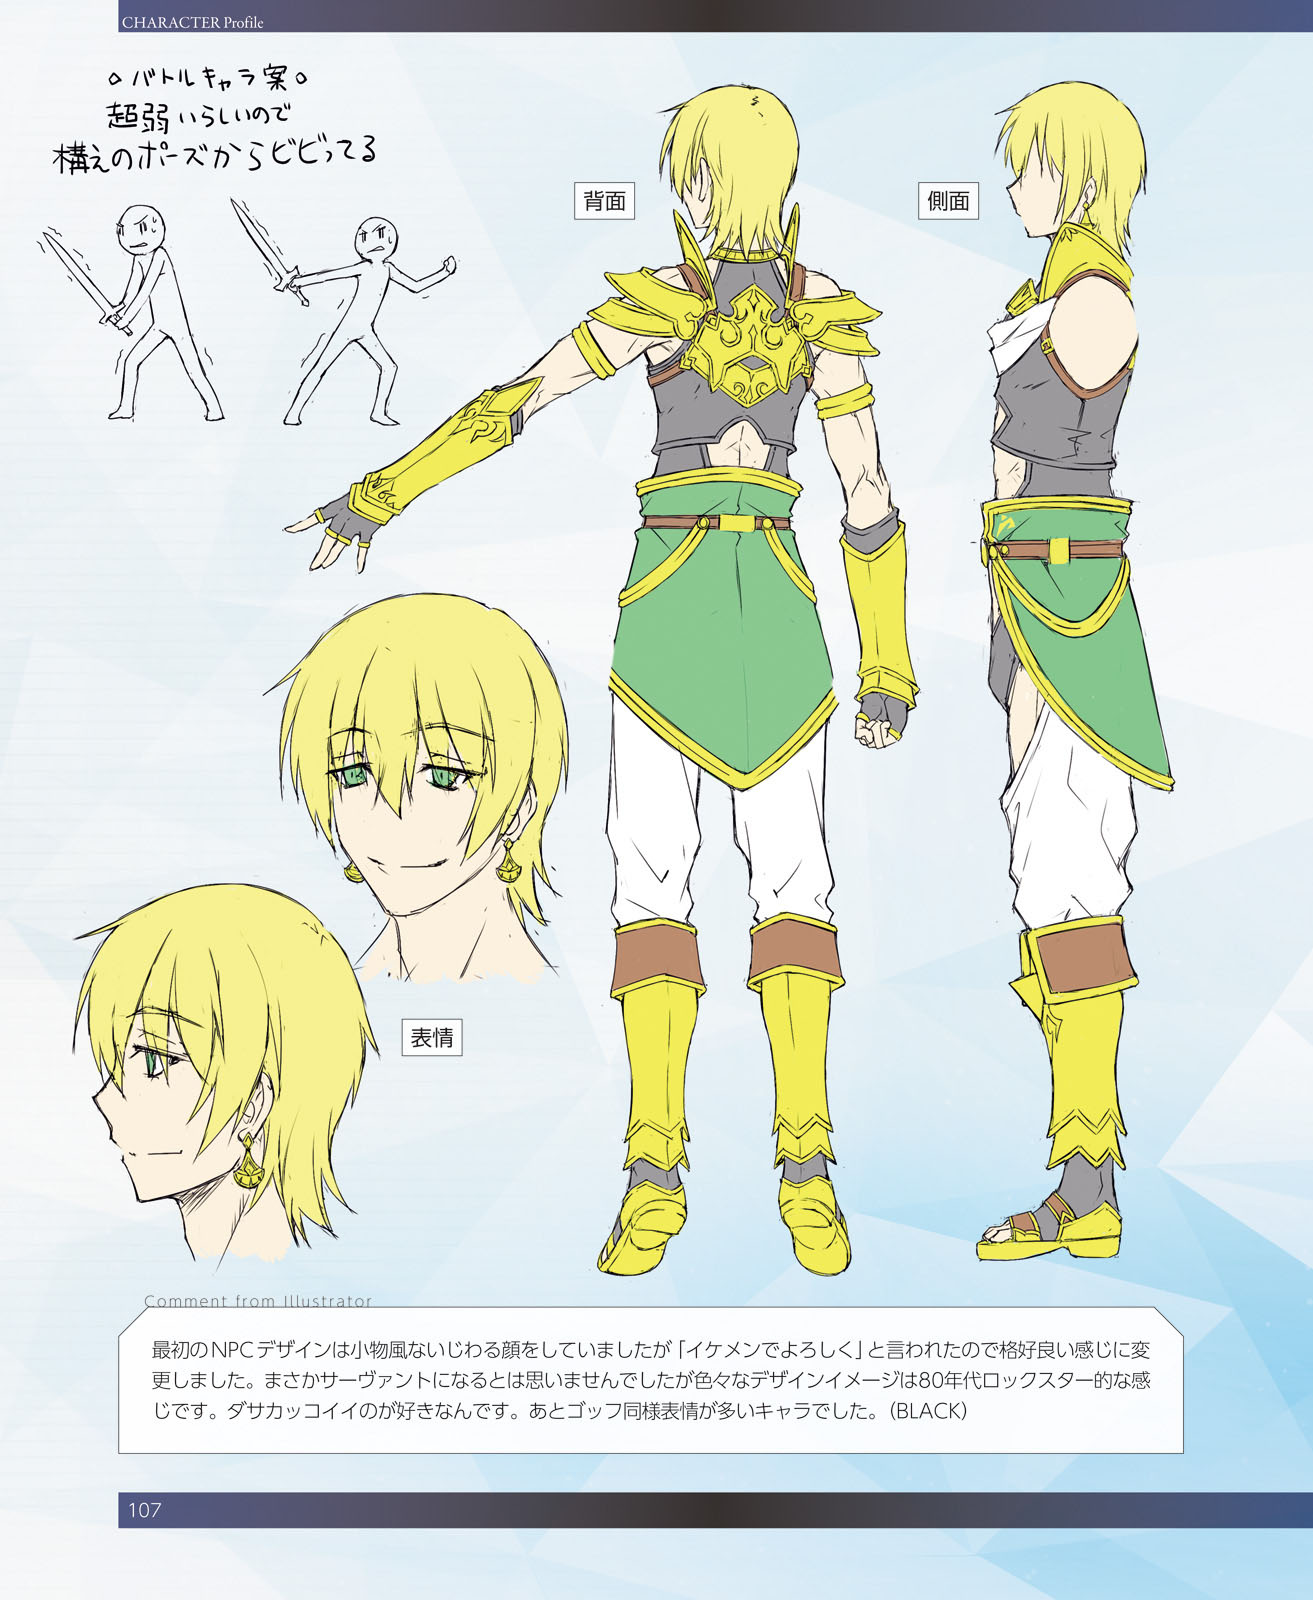 CHARACTER Profile
○バトルキャラ案○
超弱いらしいので
構えのポーズからビビってる
背面
側面
表情
Comment from Illustrator
最初のNPCデザインは小物風ないじわる顔をしていましたが「イケメンでよろしく」と言われたので格好良い感じに変
更しました。まさかサーヴァントになるとは思いませんでしたが色々なデザインイメージは80年代ロックスター的な感
じです。ダサカッコイイのが好きなんです。あとゴッフ同様表情が多いキャラでした。（BLACK）
107